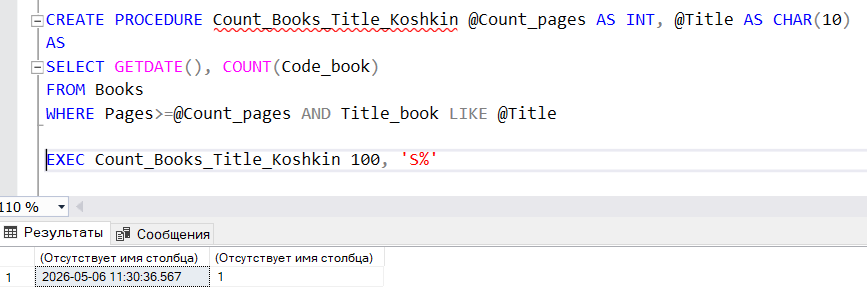 CREATE PROCEDURE Count_Books_Title_Koshkin @Count_pages AS INT, @Title AS CHAR(10)
AS
SELECT GETDATE(), COUNT(Code_book)
FROM Books
WHERE Pages>=@Count_pages AND Title_book LIKE @Title
EXEC Count_Books_Title_Koshkin 100, 'S%'
110 %
Результаты Сообщения
(Отсутствует имя столбца) (Отсутствует имя столбца)
1 2026-05-06 11:30:36.567 1